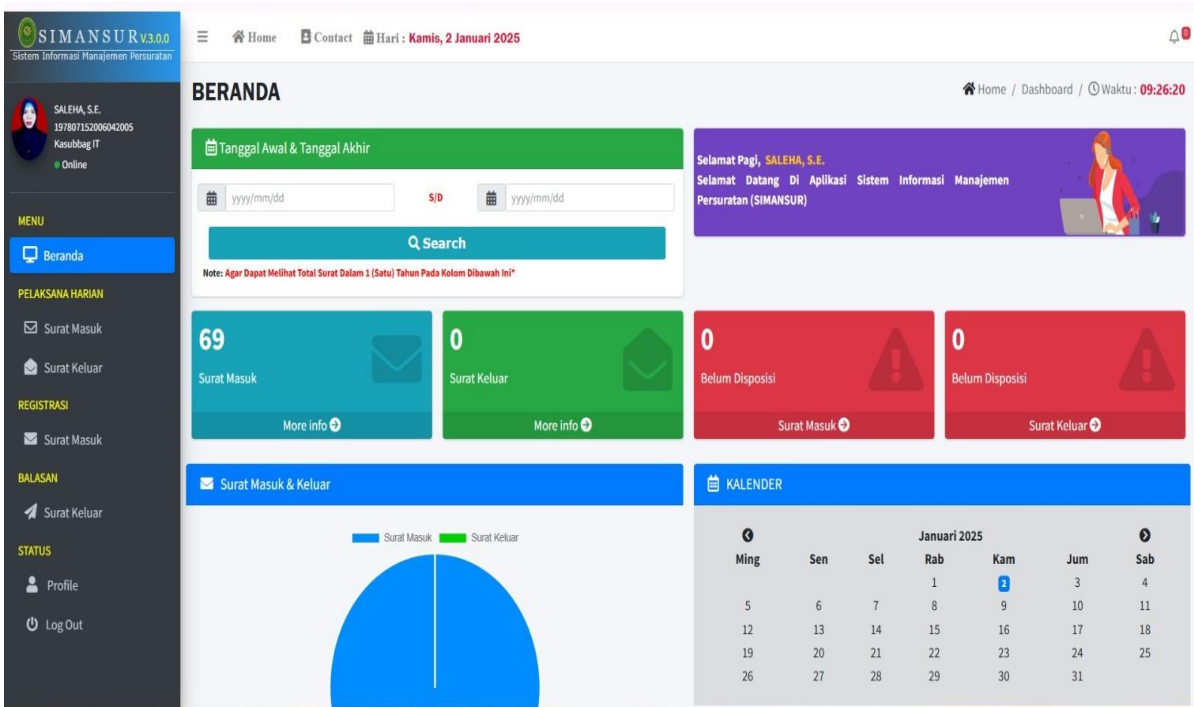 SIMANSUR V.3.0.0
Sistem Informasi Manajemen Persuratan
SALEHA, S.E.
197807152006042005
Kasubbag IT
Online
MENU
Beranda
PELAKSANA HARIAN
Surat Masuk
Surat Keluar
REGISTRASI
Surat Masuk
BALASAN
Surat Keluar
STATUS
Profile
Log Out
Home Contact Hari : Kamis, 2 Januari 2025
0
BERANDA
Home / Dashboard / Waktu : 09:26:20
Tanggal Awal & Tanggal Akhir
yyyy/mm/dd S/D yyyy/mm/dd
Search
Note: Agar Dapat Melihat Total Surat Dalam 1 (Satu) Tahun Pada Kolom Dibawah Ini*
Selamat Pagi, SALEHA, S.E.
Selamat Datang Di Aplikasi Sistem Informasi Manajemen
Persuratan (SIMANSUR)
69
Surat Masuk
More info
0
Surat Keluar
More info
0
Belum Disposisi
Surat Masuk
0
Belum Disposisi
Surat Keluar
Surat Masuk & Keluar
Surat Masuk Surat Keluar
KALENDER
Januari 2025
Ming Sen Sel Rab Kam Jum Sab
1 2 3 4
5 6 7 8 9 10 11
12 13 14 15 16 17 18
19 20 21 22 23 24 25
26 27 28 29 30 31